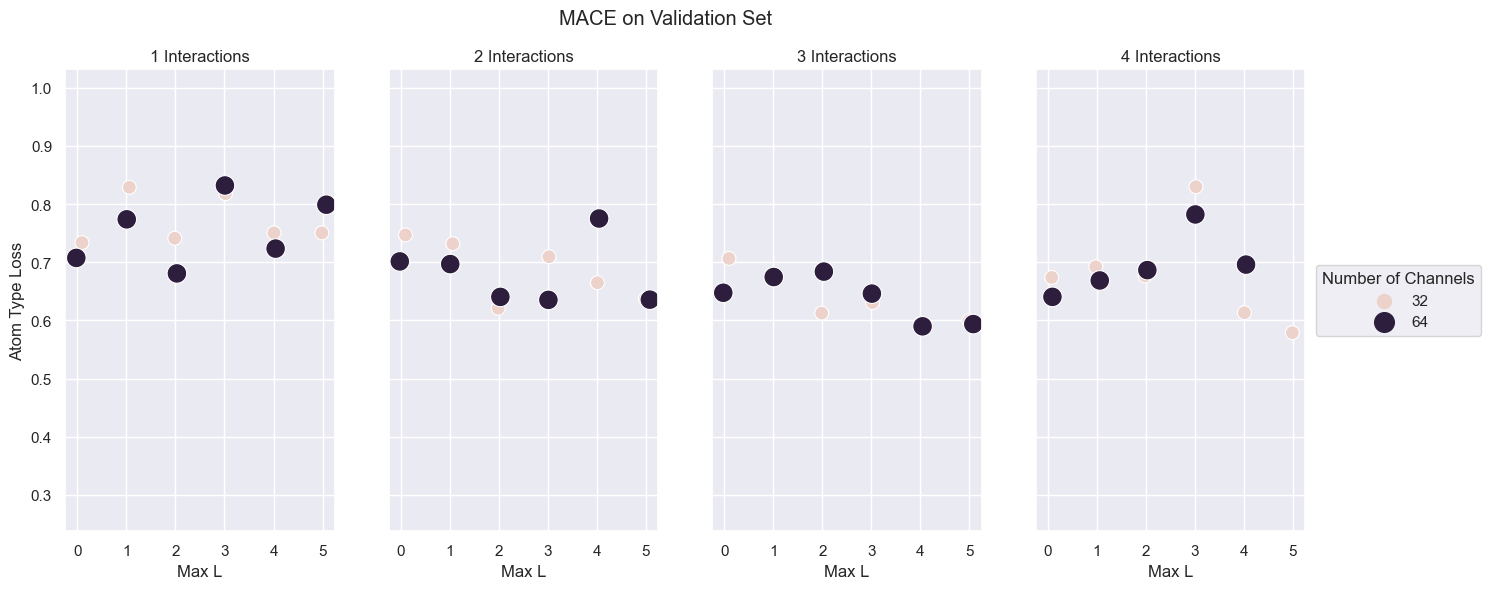 MACE on Validation Set
1 Interactions
2 Interactions
3 Interactions
4 Interactions
Atom Type Loss
1.0
0.9
0.8
0.7
0.6
0.5
0.4
0.3
0 1 2 3 4 5
0 1 2 3 4 5
0 1 2 3 4 5
0 1 2 3 4 5
Max L
Max L
Max L
Max L
Number of Channels
32
64